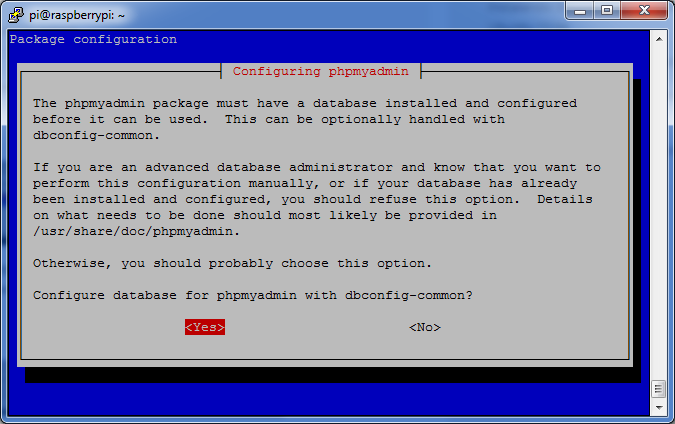 pi@raspberrypi: ~
Package configuration
Configuring phpmyadmin
The phpmyadmin package must have a database installed and configured
before it can be used.  This can be optionally handled with
dbconfig-common.
If you are an advanced database administrator and know that you want to
perform this configuration manually, or if your database has already
been installed and configured, you should refuse this option.  Details
on what needs to be done should most likely be provided in
/usr/share/doc/phpmyadmin.
Otherwise, you should probably choose this option.
Configure database for phpmyadmin with dbconfig-common?
<Yes> <No>